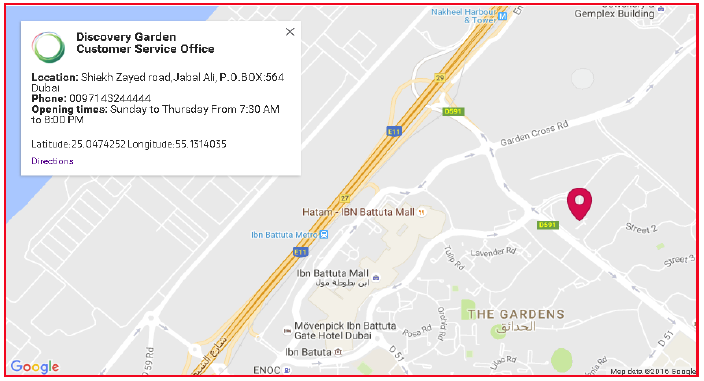 Discovery Garden
Customer Service Office
Location: Shiekh Zayed road,Jabal Ali, P.O.BOX:564
Dubai
Phone: 0097143244444
Opening times: Sunday to Thursday From 7:30 AM
to 8:00 PM
Latitude:25.0474252 Longitude:55.1314035
Directions
Nakheel Harbour
& Tower
M
Gemplex Building
29
D591
E11
Garden Cross Rd
27
Hatam - IBN Battuta Mall
Ibn Battuta Metro
D591
Street 2
E11
Tulip Rd
Lavender Rd
Street 3
Ibn Battuta Mall
ابن بطوطة مول
THE GARDENS
الحدائق
Mövenpick Ibn Battuta
Gate Hotel Dubai
Rosa Rd
D 51
Ibn Batuta
Lilac Rd
D 59 Rd
ENOC
D 51
Google
Map data ©2016 Google